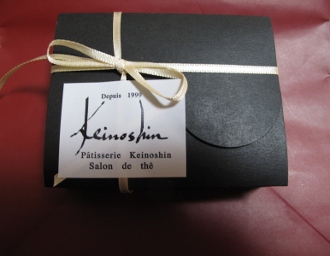 Depuis 1999
Keinoshin
Pâtisserie Keinoshin
Salon de thé